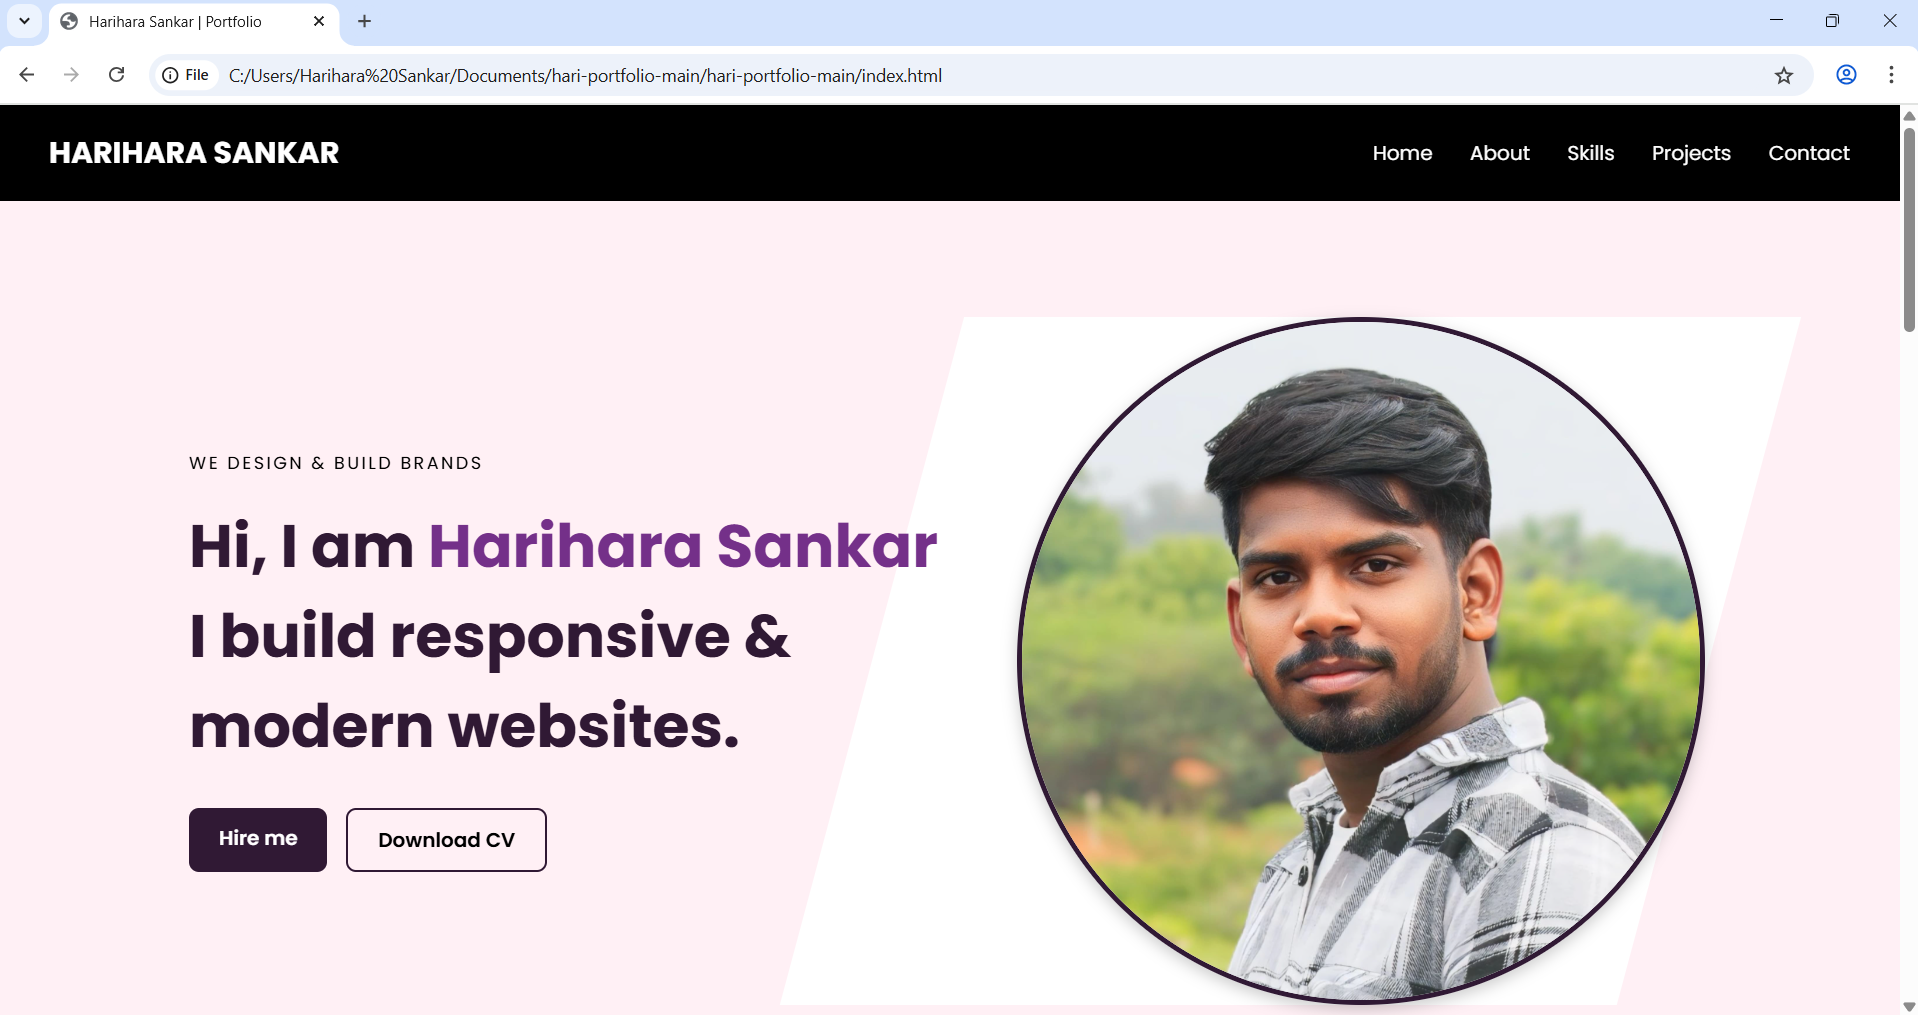 Harihara Sankar | Portfolio
File C:/Users/Harihara%20Sankar/Documents/hari-portfolio-main/hari-portfolio-main/index.html
HARIHARA SANKAR Home About Skills Projects Contact
WE DESIGN & BUILD BRANDS
Hi, I am Harihara Sankar
I build responsive &
modern websites.
Hire me Download CV